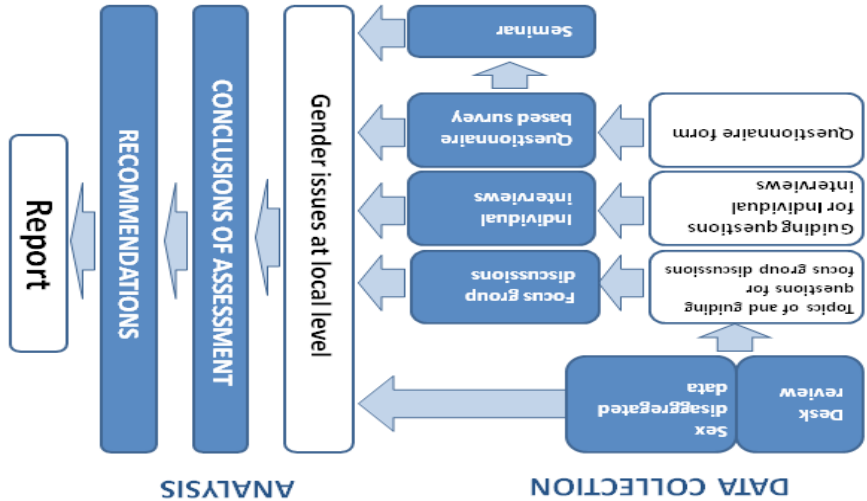 DATA COLLECTION
ANALYSIS
Desk
review
Sex
disaggregated
data
Topics of and guiding
questions for
focus group discussions
Focus group
discussions
Guiding questions
for Individual
interviews
Individual
interviews
Questionnaire form
Questionnaire
based survey
Seminar
Gender issues at local level
CONCLUSIONS OF ASSESSMENT
RECOMMENDATIONS
Report